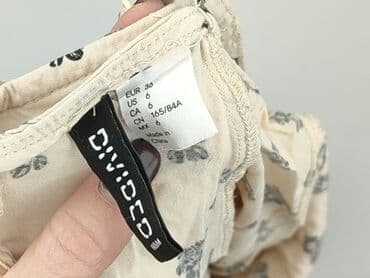 EUR 36
US 6
CA 6
CN 165/84A
MX 6
Made in
China
DIVIDED
H&M